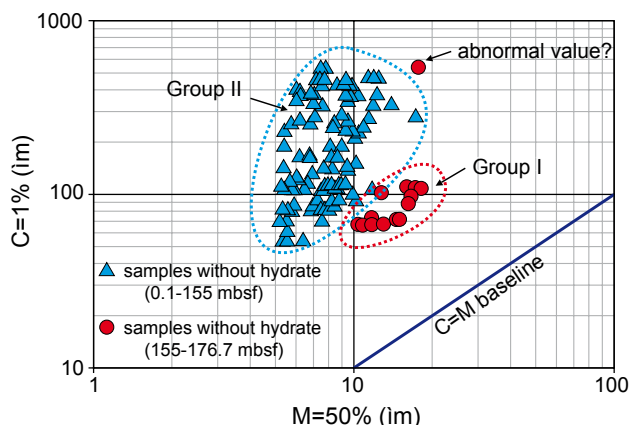 1000
abnormal value?
Group II
Group I
C=1% (ìm)
100
samples without hydrate
(0.1-155 mbsf)
C=M baseline
samples without hydrate
(155-176.7 mbsf)
10
1
10
100
M=50% (ìm)